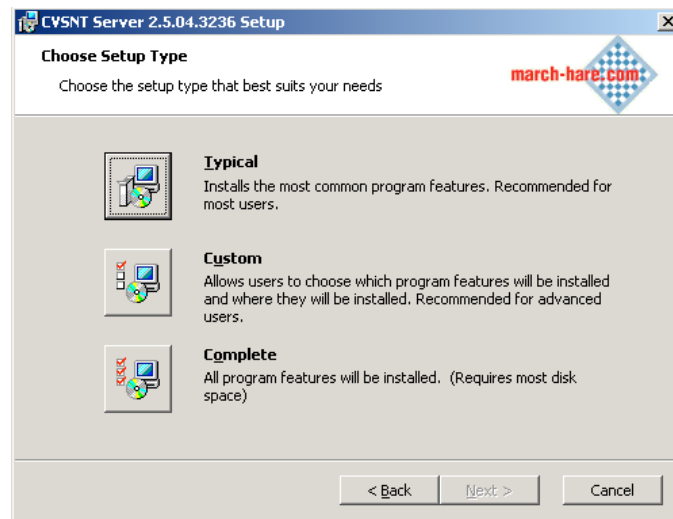 CVSNT Server 2.5.04.3236 Setup
Choose Setup Type
Choose the setup type that best suits your needs
march-hare.com
Typical
Installs the most common program features. Recommended for
most users.
Custom
Allows users to choose which program features will be installed
and where they will be installed. Recommended for advanced
users.
Complete
All program features will be installed.  (Requires most disk
space)
< Back
Next >
Cancel